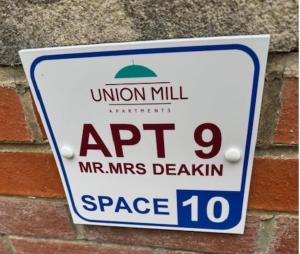 UNION MILL
APARTMENTS
APT 9
MR.MRS DEAKIN
SPACE 10